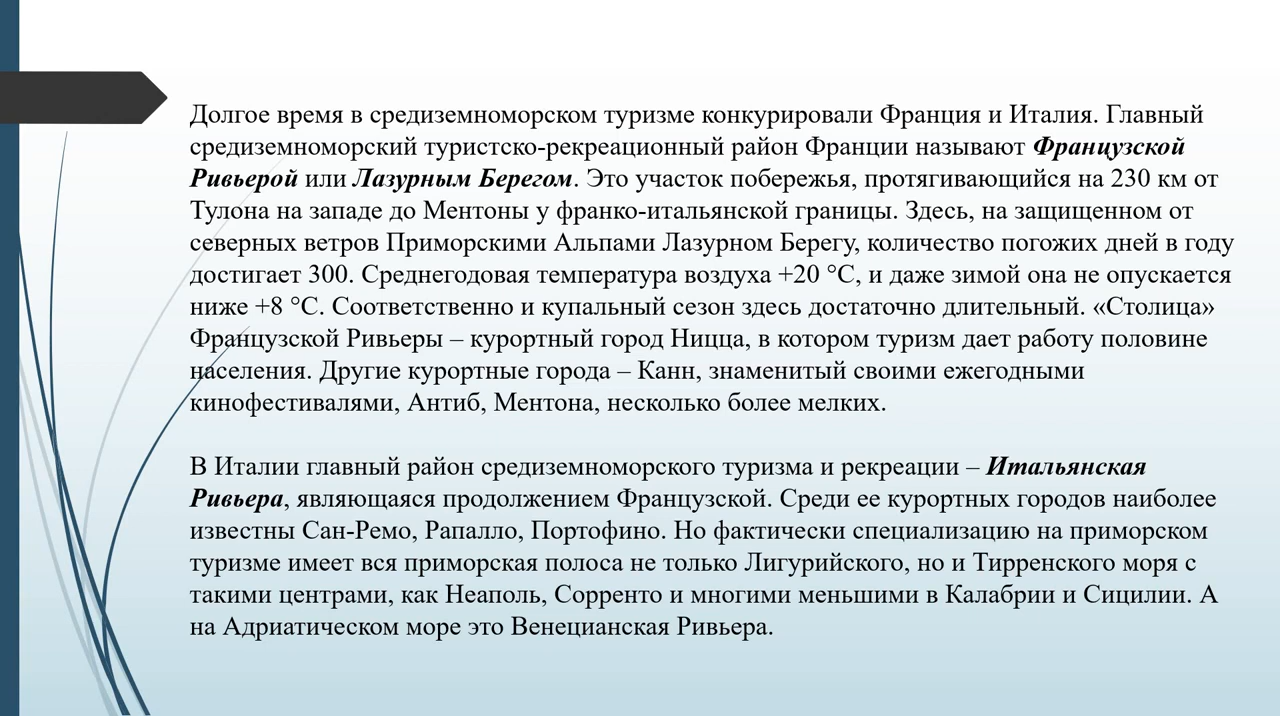 Долгое время в средиземноморском туризме конкурировали Франция и Италия. Главный
средиземноморский туристско-рекреационный район Франции называют Французской
Ривьерой или Лазурным Берегом. Это участок побережья, протягивающийся на 230 км от
Тулона на западе до Ментоны у франко-итальянской границы. Здесь, на защищенном от
северных ветров Приморскими Альпами Лазурном Берегу, количество погожих дней в году
достигает 300. Среднегодовая температура воздуха +20 °С, и даже зимой она не опускается
ниже +8 °С. Соответственно и купальный сезон здесь достаточно длительный. «Столица»
Французской Ривьеры – курортный город Ницца, в котором туризм дает работу половине
населения. Другие курортные города – Канн, знаменитый своими ежегодными
кинофестивалями, Антиб, Ментона, несколько более мелких.
В Италии главный район средиземноморского туризма и рекреации – Итальянская
Ривьера, являющаяся продолжением Французской. Среди ее курортных городов наиболее
известны Сан-Ремо, Рапалло, Портофино. Но фактически специализацию на приморском
туризме имеет вся приморская полоса не только Лигурийского, но и Тирренского моря с
такими центрами, как Неаполь, Сорренто и многими меньшими в Калабрии и Сицилии. А
на Адриатическом море это Венецианская Ривьера.